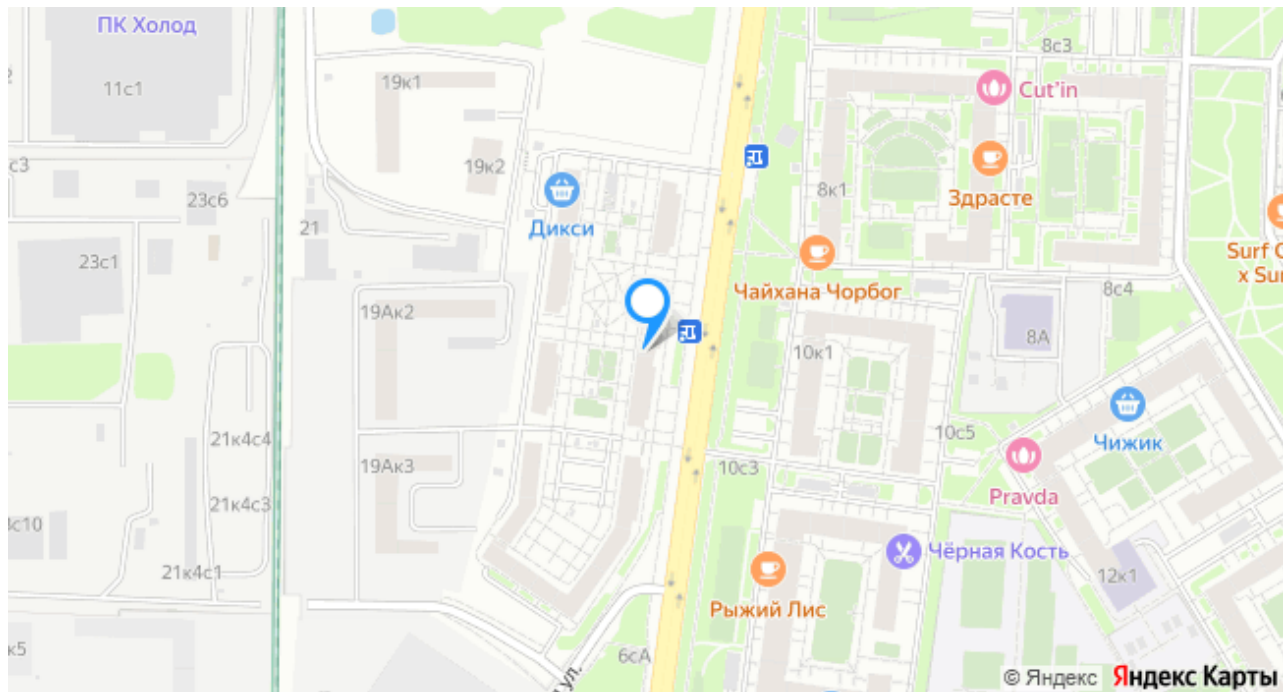 ПК Холод
8с3
11с1
19к1
Cut'in
с3
19к2
8к1
Здрасте
23с6
Дикси
21
23с1
Чайхана Чорбог
Surf
x Sur
8с4
19Ак2
10к1
8А
21к4с4
10с5
Чижик
19Ак3
10с3
Pravda
21к4с3
с10
Чёрная Кость
21к4с1
12к1
Рыжий Лис
к5
6сА
ул.
© Яндекс Яндекс Карты